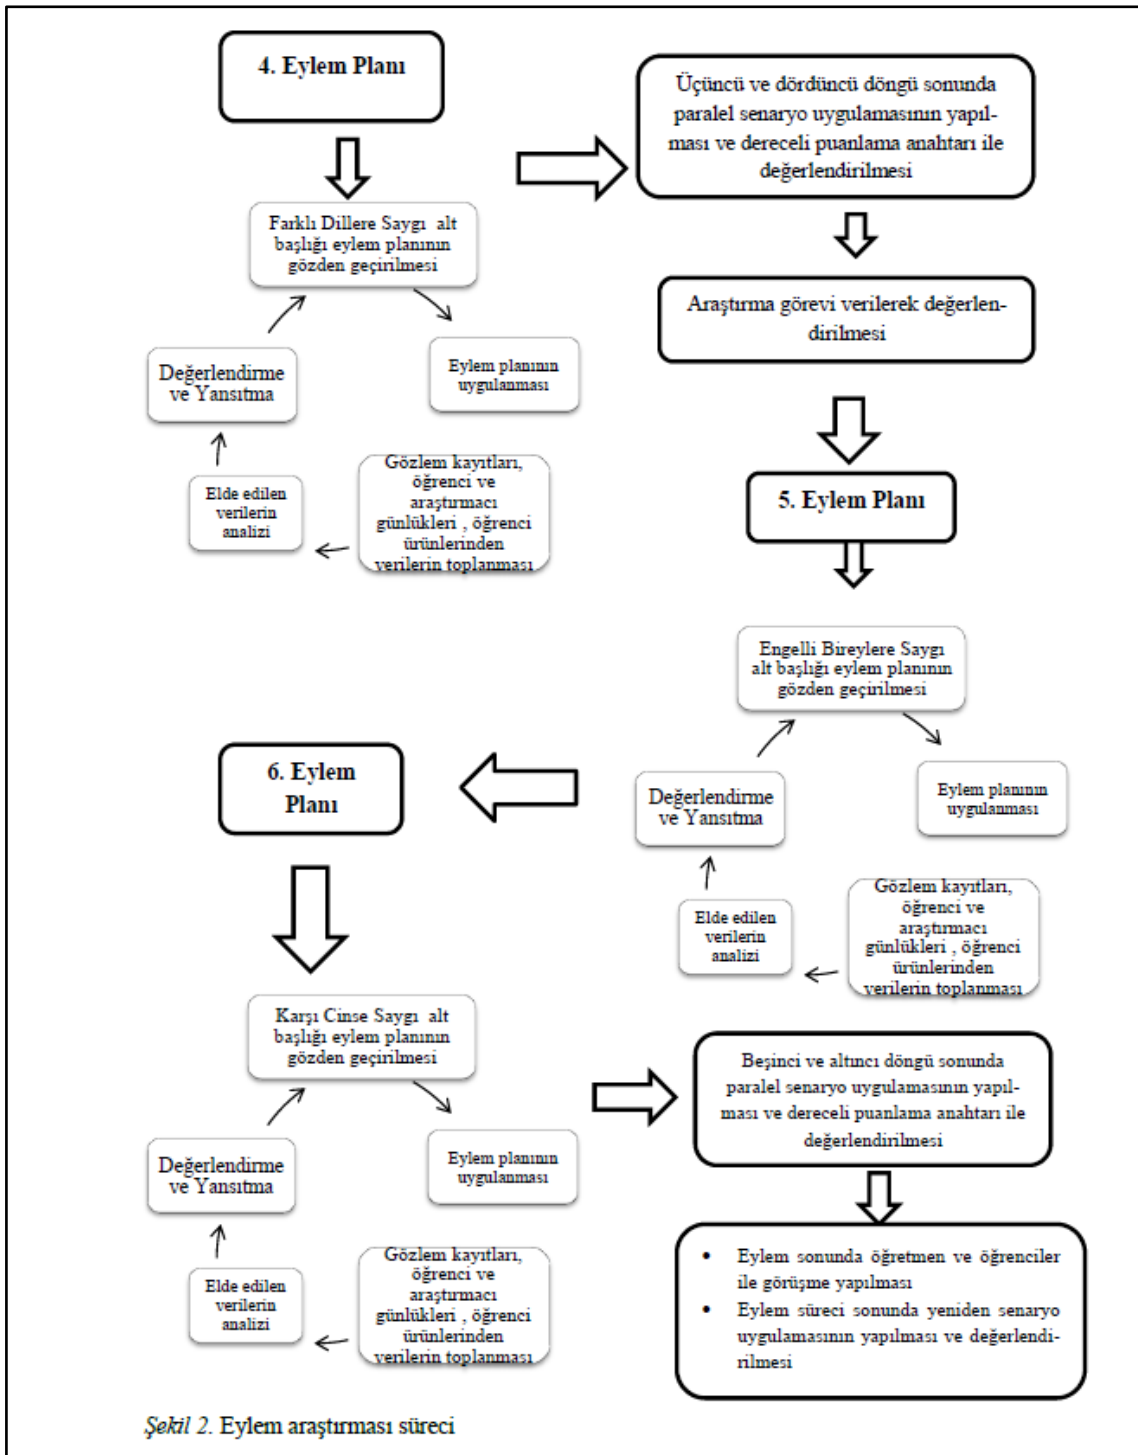 4. Eylem Planı
Üçüncü ve dördüncü döngü sonunda
paralel senaryo uygulamasının yapıl-
ması ve dereceli puanlama anahtarı ile
değerlendirilmesi
Farklı Dillere Saygı alt
başlığı eylem planının
gözden geçirilmesi
Araştırma görevi verilerek değerlen-
dirilmesi
Değerlendirme
ve Yansıtma
Eylem planının
uygulanması
Elde edilen
verilerin
analizi
Gözlem kayıtları,
öğrenci ve
araştırmacı
günlükleri , öğrenci
ürünlerinden
verilerin toplanması
5. Eylem Planı
Engelli Bireylere Saygı
alt başlığı eylem planının
gözden geçirilmesi
Değerlendirme
ve Yansıtma
Eylem planının
uygulanması
Elde edilen
verilerin
analizi
Gözlem kayıtları,
öğrenci ve
araştırmacı
günlükleri , öğrenci
ürünlerinden
verilerin toplanması
6. Eylem
Planı
Karşı Cinse Saygı alt
başlığı eylem planının
gözden geçirilmesi
Değerlendirme
ve Yansıtma
Eylem planının
uygulanması
Elde edilen
verilerin
analizi
Gözlem kayıtları,
öğrenci ve
araştırmacı
günlükleri , öğrenci
ürünlerinden
verilerin toplanması
Beşinci ve altıncı döngü sonunda
paralel senaryo uygulamasının yapıl-
ması ve dereceli puanlama anahtarı ile
değerlendirilmesi
• Eylem sonunda öğretmen ve öğrenciler
ile görüşme yapılması
• Eylem süreci sonunda yeniden senaryo
uygulamasının yapılması ve değerlendi-
rilmesi
Şekil 2. Eylem araştırması süreci